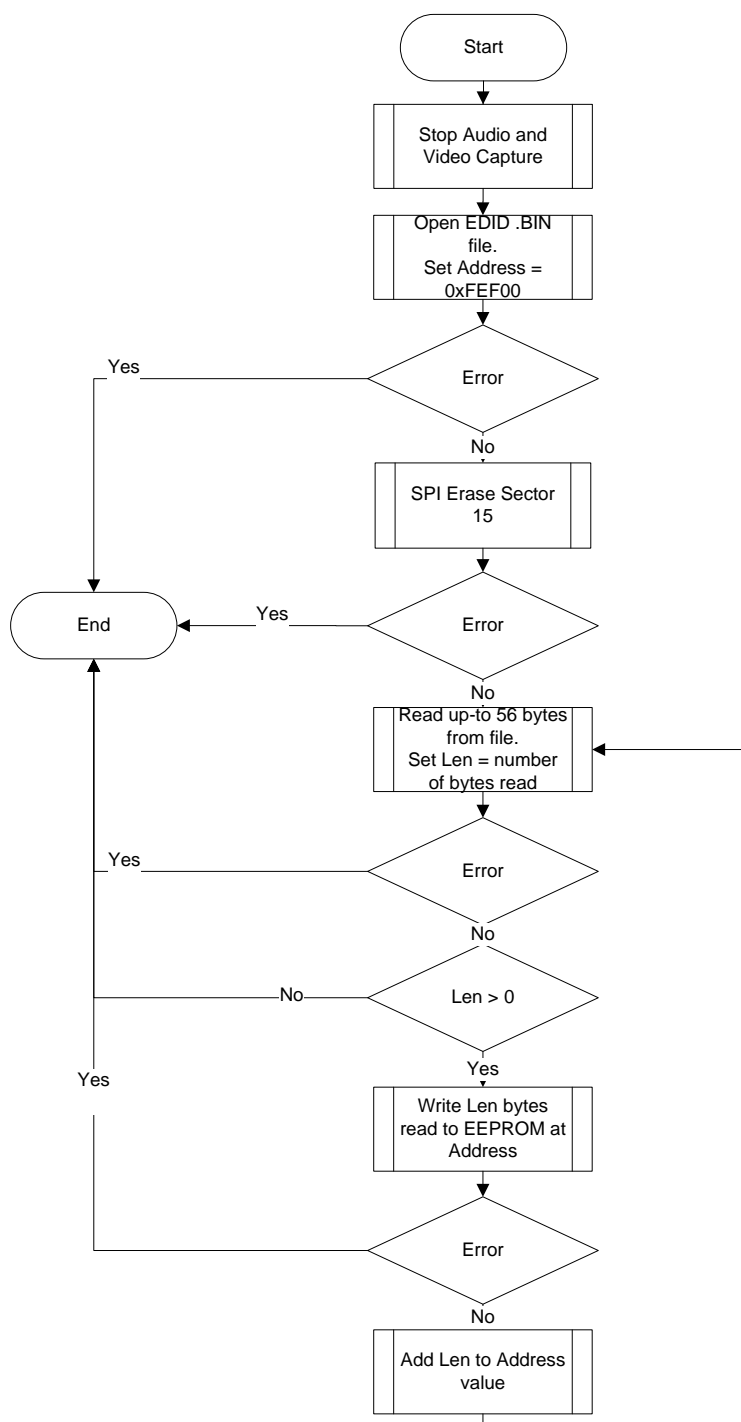 Start
Stop Audio and
Video Capture
Open EDID .BIN
file.
Set Address =
0xFEF00
Yes
Error
No
SPI Erase Sector
15
End
Yes
Error
No
Read up-to 56 bytes
from file.
Set Len = number
of bytes read
Yes
Error
No
No
Len > 0
Yes
Yes
Write Len bytes
read to EEPROM at
Address
Error
No
Add Len to Address
value